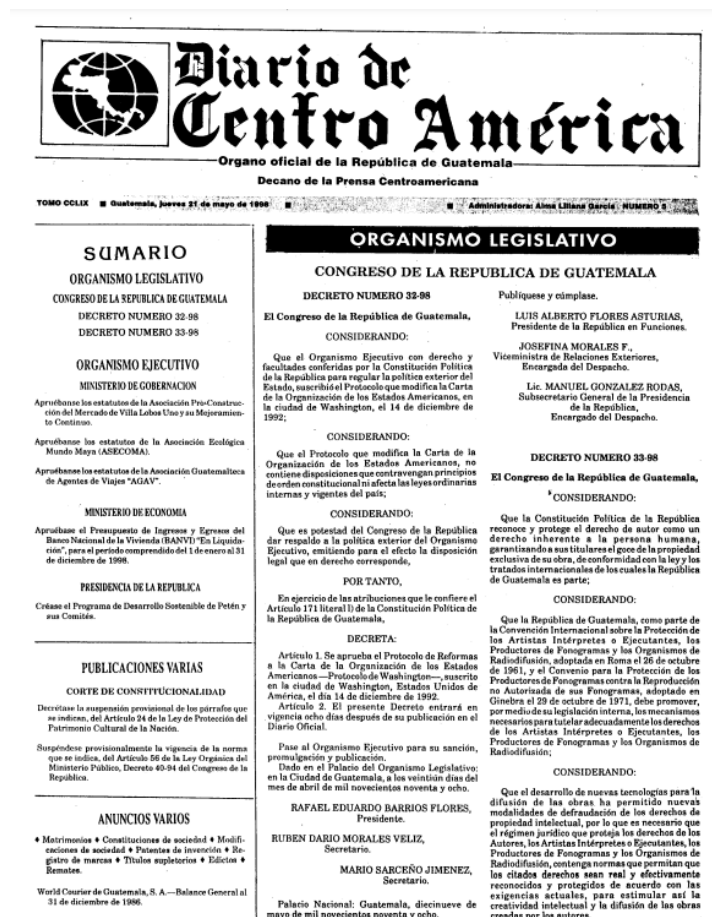 Diario de
Centro América
Organo oficial de la República de Guatemala
Decano de la Prensa Centroamericana
TOMO CCLIX ■ Guatemala, jueves 21 de mayo de 1998 ■ ■ Administradora: Alma Liliana García . NUMERO 3
SUMARIO
ORGANISMO LEGISLATIVO
CONGRESO DE LA REPUBLICA DE GUATEMALA
DECRETO NUMERO 32-98
DECRETO NUMERO 33-98
ORGANISMO EJECUTIVO
MINISTERIO DE GOBERNACION
Apruébanse los estatutos de la Asociación Pro-Construc-
ción del Mercado de Villa Lobos Uno y su Mejoramien-
to Continuo.
Apruébanse los estatutos de la Asociación Ecológica
Mundo Maya (ASECOMA).
Apruébanse los estatutos de la Asociación Guatemalteca
de Agentes de Viajes "AGAV".
MINISTERIO DE ECONOMIA
Apruébase el Presupuesto de Ingresos y Egresos del
Banco Nacional de la Vivienda (BANVI) "En Liquida-
ción", para el período comprendido del 1 de enero al 31
de diciembre de 1998.
PRESIDENCIA DE LA REPUBLICA
Créase el Programa de Desarrollo Sostenible de Petén y
sus Comités.
PUBLICACIONES VARIAS
CORTE DE CONSTITUCIONALIDAD
Decrétase la suspensión provisional de los párrafos que
se indican, del Artículo 24 de la Ley de Protección del
Patrimonio Cultural de la Nación.
Suspéndese provisionalmente la vigencia de la norma
que se indica, del Artículo 56 de la Ley Orgánica del
Ministerio Público, Decreto 40-94 del Congreso de la
República.
ANUNCIOS VARIOS
♦ Matrimonios ♦ Constituciones de sociedad ♦ Modifi-
caciones de sociedad ♦ Patentes de invención ♦ Re-
gistro de marcas ♦ Títulos supletorios ♦ Edictos ♦
Remates.
World Courier de Guatemala, S. A.—Balance General al
31 de diciembre de 1986.
ORGANISMO LEGISLATIVO
CONGRESO DE LA REPUBLICA DE GUATEMALA
DECRETO NUMERO 32-98
El Congreso de la República de Guatemala,
CONSIDERANDO:
Que el Organismo Ejecutivo con derecho y
facultades conferidas por la Constitución Política
de la República para regular la política exterior del
Estado, suscribió el Protocolo que modifica la Carta
de la Organización de los Estados Americanos, en
la ciudad de Washington, el 14 de diciembre de
1992;
CONSIDERANDO:
Que el Protocolo que modifica la Carta de la
Organización de los Estados Americanos, no
contiene disposiciones que contravengan principios
de orden constitucional ni afecta las leyes ordinarias
internas y vigentes del país;
CONSIDERANDO:
Que es potestad del Congreso de la República
dar respaldo a la política exterior del Organismo
Ejecutivo, emitiendo para el efecto la disposición
legal que en derecho corresponde,
POR TANTO,
En ejercicio de las atribuciones que le confiere el
Artículo 171 literal l) de la Constitución Política de
la República de Guatemala,
DECRETA:
Artículo 1. Se aprueba el Protocolo de Reformas
a la Carta de la Organización de los Estados
Americanos—Protocolo de Washington—, suscrito
en la ciudad de Washington, Estados Unidos de
América, el día 14 de diciembre de 1992.
Artículo 2. El presente Decreto entrará en
vigencia ocho días después de su publicación en el
Diario Oficial.
Pase al Organismo Ejecutivo para su sanción,
promulgación y publicación.
Dado en el Palacio del Organismo Legislativo:
en la Ciudad de Guatemala, a los veintiún días del
mes de abril de mil novecientos noventa y ocho.
RAFAEL EDUARDO BARRIOS FLORES,
Presidente.
RUBEN DARIO MORALES VELIZ,
Secretario.
MARIO SARCEÑO JIMENEZ,
Secretario.
Palacio Nacional: Guatemala, diecinueve de
mayo de mil novecientos noventa y ocho.
Publíquese y cúmplase.
LUIS ALBERTO FLORES ASTURIAS,
Presidente de la República en Funciones.
JOSEFINA MORALES F.,
Viceministra de Relaciones Exteriores,
Encargada del Despacho.
Lic. MANUEL GONZALEZ RODAS,
Subsecretario General de la Presidencia
de la República,
Encargado del Despacho.
DECRETO NUMERO 33-98
El Congreso de la República de Guatemala,
CONSIDERANDO:
Que la Constitución Política de la República
reconoce y protege el derecho de autor como un
derecho inherente a la persona humana,
garantizando a sus titulares el goce de la propiedad
exclusiva de su obra, de conformidad con la ley y los
tratados internacionales de los cuales la República
de Guatemala es parte;
CONSIDERANDO:
Que la República de Guatemala, como parte de
la Convención Internacional sobre la Protección de
los Artistas Intérpretes o Ejecutantes, los
Productores de Fonogramas y los Organismos de
Radiodifusión, adoptada en Roma el 26 de octubre
de 1961, y el Convenio para la Protección de los
Productores de Fonogramas contra la Reproducción
no Autorizada de sus Fonogramas, adoptado en
Ginebra el 29 de octubre de 1971, debe promover,
por medio de su legislación interna, los mecanismos
necesarios para tutelar adecuadamente los derechos
de los Artistas Intérpretes o Ejecutantes, los
Productores de Fonogramas y los Organismos de
Radiodifusión;
CONSIDERANDO:
Que el desarrollo de nuevas tecnologías para la
difusión de las obras ha permitido nuevas
modalidades de defraudación de los derechos de
propiedad intelectual, por lo que es necesario que
el régimen jurídico que proteja los derechos de los
Autores, los Artistas Intérpretes o Ejecutantes, los
Productores de Fonogramas y los Organismos de
Radiodifusión, contenga normas que permitan que
los citados derechos sean real y efectivamente
reconocidos y protegidos de acuerdo con las
exigencias actuales, para estimular así la
creatividad intelectual y la difusión de las obras
creadas por los autores.